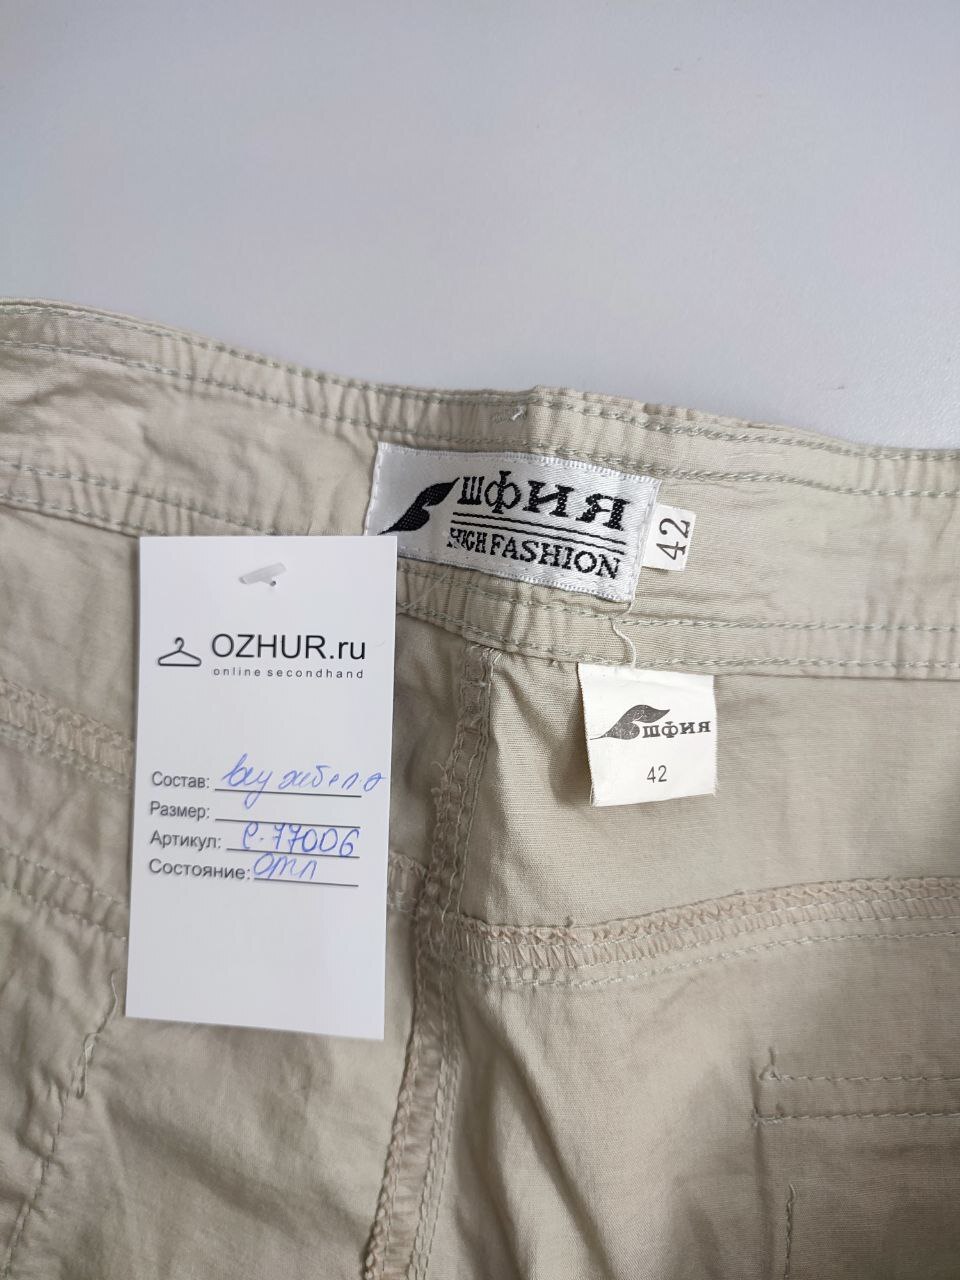 шфия
HIGH FASHION
42
OZHUR.ru
online secondhand
шфия
42
Состав:
Размер:
Артикул: С-77006
Состояние: отл